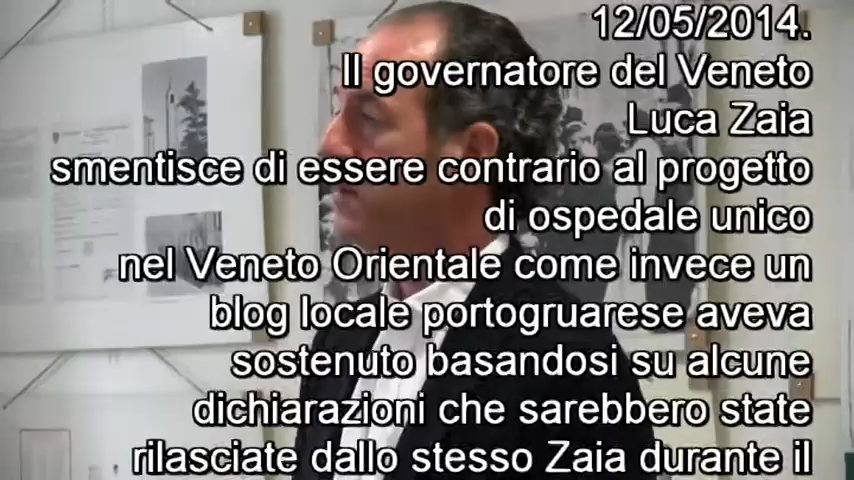 12/05/2014.
Il governatore del Veneto
Luca Zaia
smentisce di essere contrario al progetto
di ospedale unico
nel Veneto Orientale come invece un
blog locale portogruarese aveva
sostenuto basandosi su alcune
dichiarazioni che sarebbero state
rilasciate dallo stesso Zaia durante il